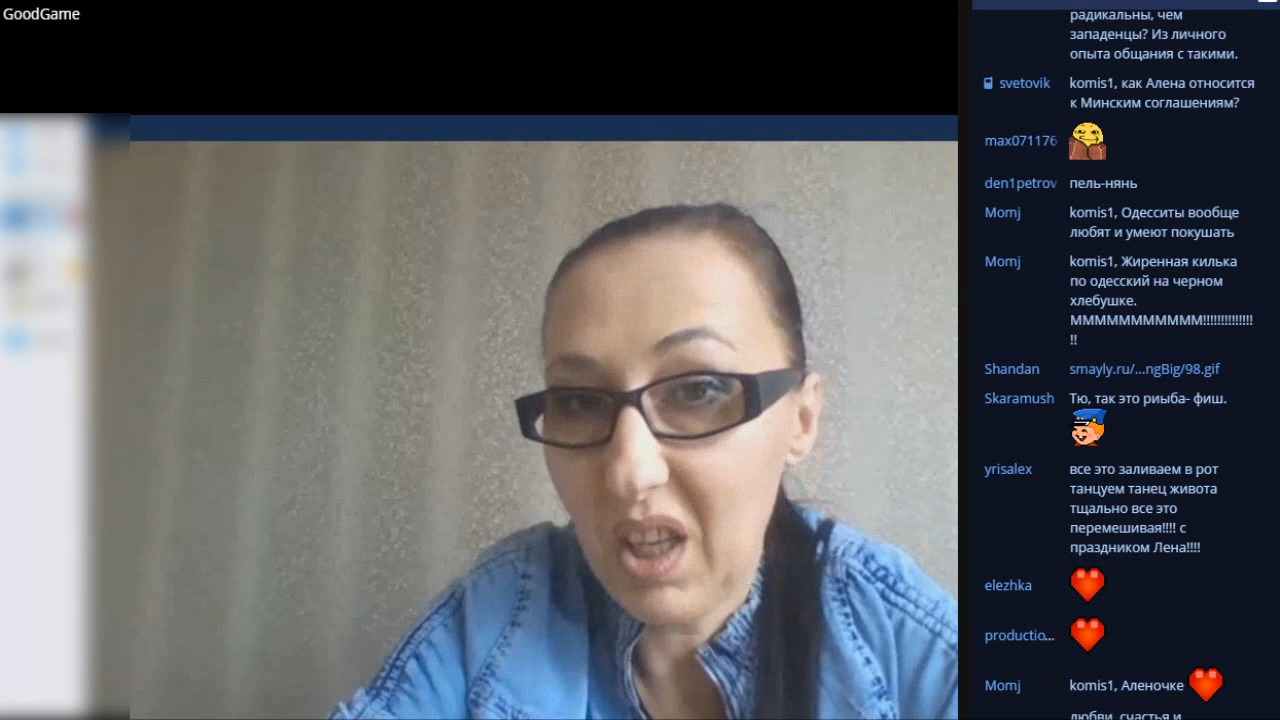 GoodGame
радикальны, чем
западенцы? Из личного
опыта общания с такими.
svetovik komis1, как Алена относится
к Минским соглашениям?
max071176
den1petrov пель-нянь
Momj komis1, Одесситы вообще
любят и умеют покушать
Momj komis1, Жиренная килька
по одесский на черном
хлебушке.
МММММММММММ!!!!!!!!!!!!!!
!!
Shandan smayly.ru/...ngBig/98.gif
Skaramush Тю, так это риыба- фиш.
yrisalex все это заливаем в рот
танцуем танец живота
тщально все это
перемешивая!!!! с
праздником Лена!!!!
elezhka
productio...
Momj komis1, Аленочке
любви, счастья и